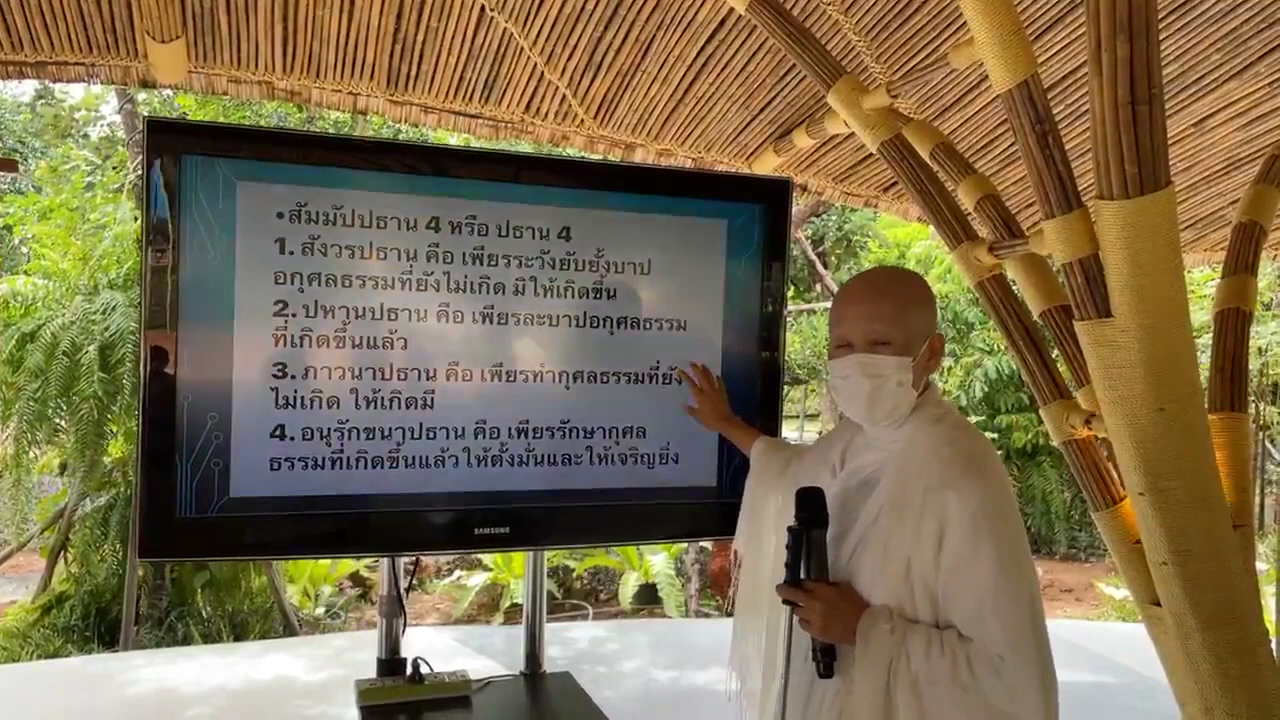 •สัมมัปปธาน 4 หรือ ปธาน 4
1. สังวรปธาน คือ เพียรระวังยับยั้งบาป
อกุศลธรรมที่ยังไม่เกิด มิให้เกิดขึ้น
2. ปหานปธาน คือ เพียรละบาปอกุศลธรรม
ที่เกิดขึ้นแล้ว
3. ภาวนาปธาน คือ เพียรทำกุศลธรรมที่ยัง
ไม่เกิด ให้เกิดมี
4. อนุรักขนาปธาน คือ เพียรรักษากุศล
ธรรมที่เกิดขึ้นแล้วให้ตั้งมั่นและให้เจริญยิ่ง
SAMSUNG